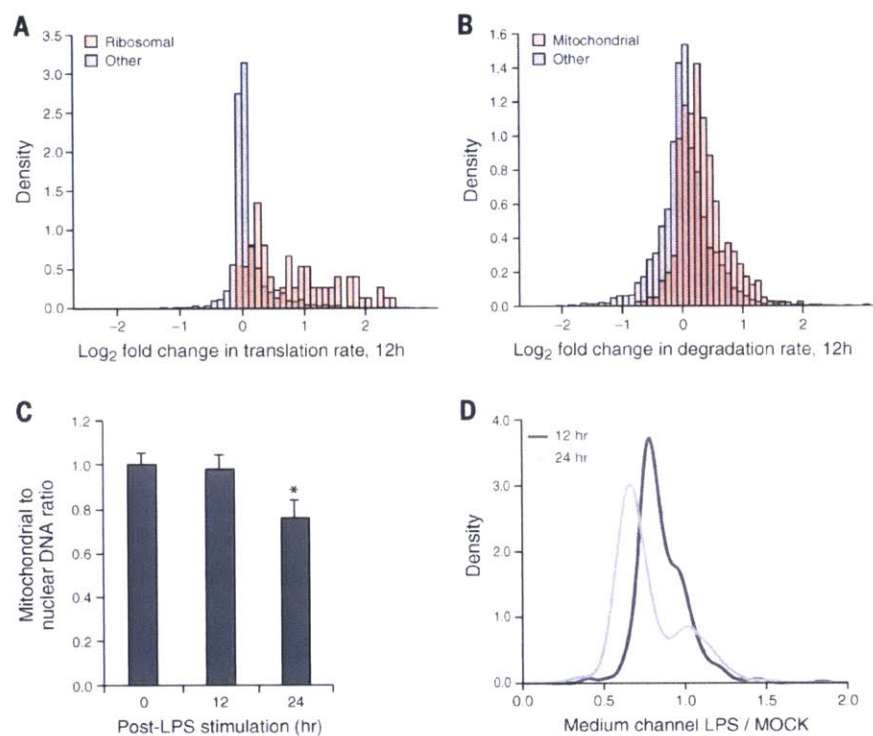 A
3.5
3.0
2.5
2.0
1.5
1.0
0.5
0.0
Density
Ribosomal
Other
−2
−1
0
1
2
Log2 fold change in translation rate, 12h
B
1.6
1.4
1.2
1.0
0.8
0.6
0.4
0.2
0.0
Density
Mitochondrial
Other
−2
−1
0
1
2
Log2 fold change in degradation rate, 12h
C
1.2
1.0
0.8
0.6
0.4
0.2
0.0
Mitochondrial to
nuclear DNA ratio
*
0
12
24
Post-LPS stimulation (hr)
D
4.0
3.0
2.0
1.0
0.0
Density
12 hr
24 hr
0.0
0.5
1.0
1.5
2.0
Medium channel LPS / MOCK